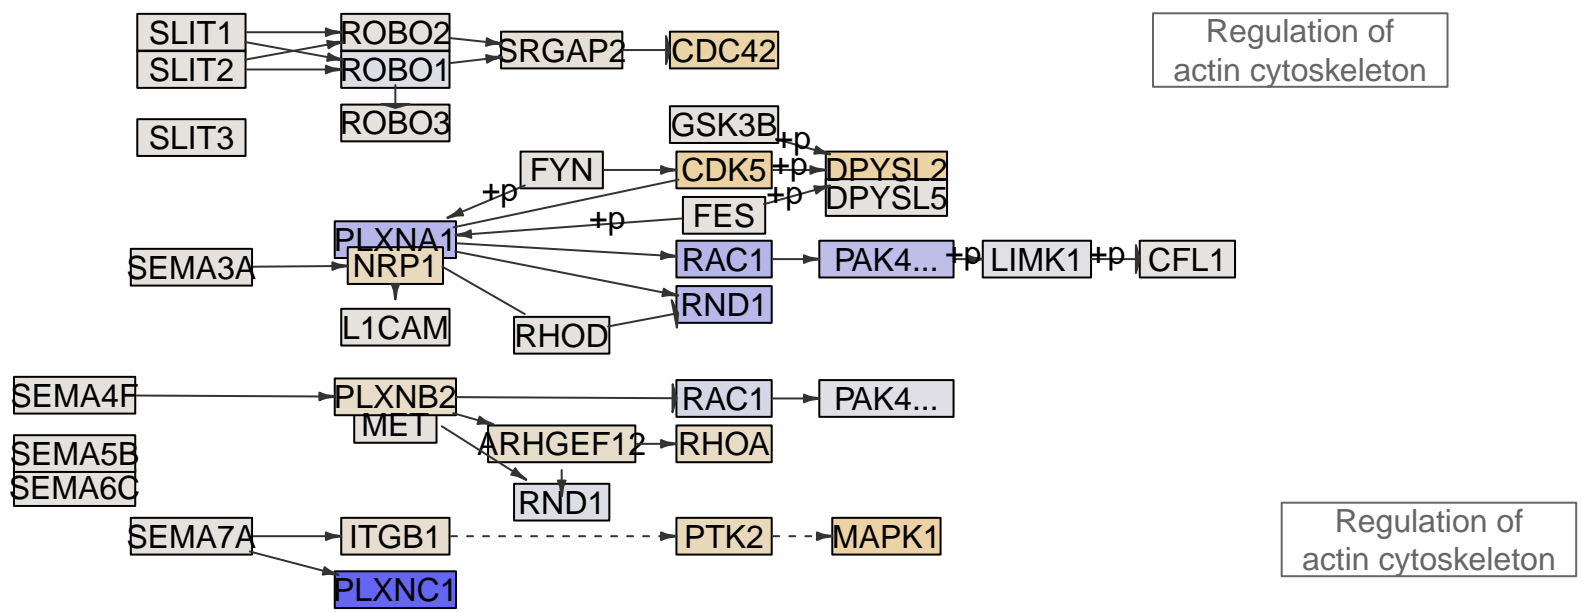 SLIT1
ROBO2
SRGAP2
CDC42
Regulation of
actin cytoskeleton
SLIT2
ROBO1
SLIT3
ROBO3
GSK3B
+p
FYN
CDK5
+p
DPYSL2
+p
FES
+p
DPYSL5
+p
PLXNA1
SEMA3A
NRP1
RAC1
PAK4...
+p
LIMK1
+p
CFL1
RND1
L1CAM
RHOD
SEMA4F
PLXNB2
RAC1
PAK4...
MET
ARHGEF12
RHOA
SEMA5B
SEMA6C
RND1
SEMA7A
ITGB1
PTK2
MAPK1
Regulation of
actin cytoskeleton
PLXNC1